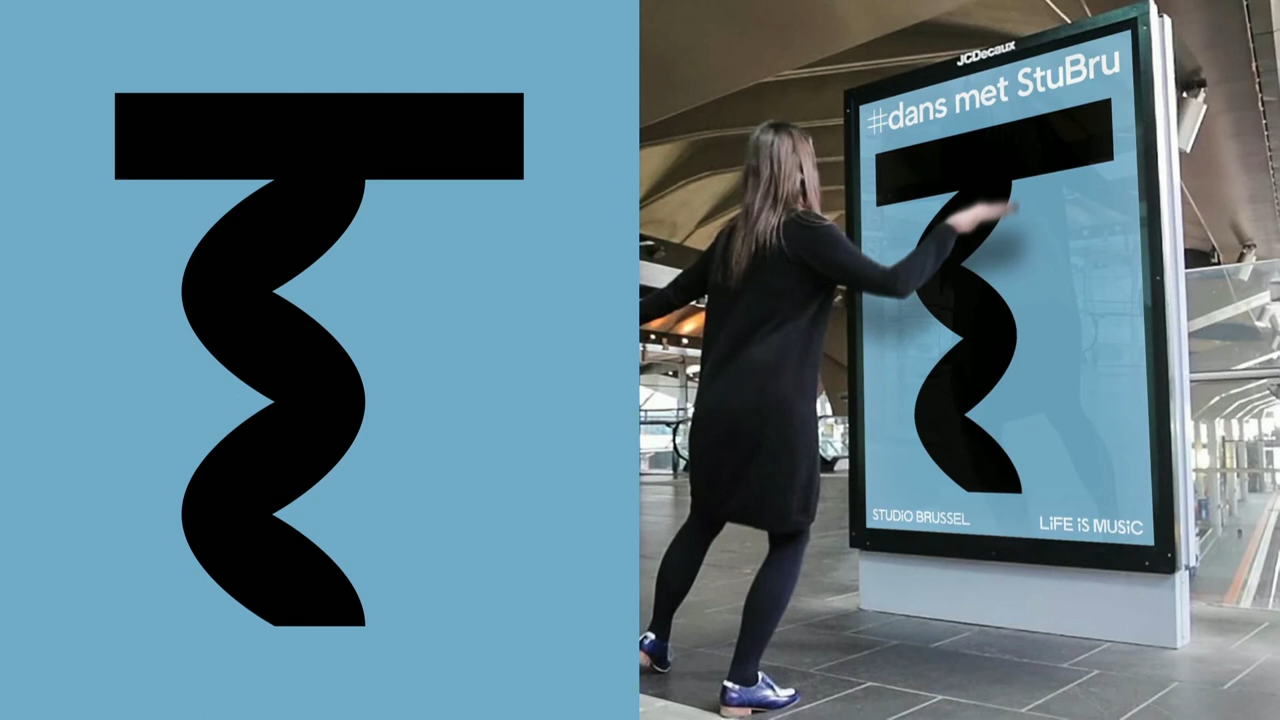 T
JCDecaux
#dans met StuBru
T
STUDiO BRUSSEL
LiFE iS MUSiC